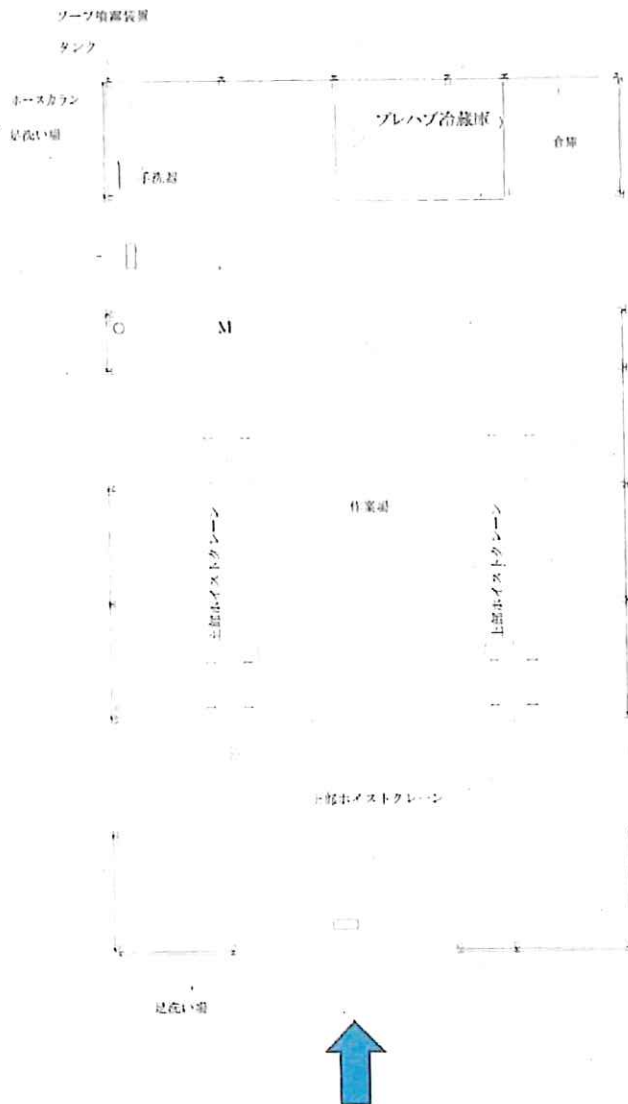 ソープ噴霧装置
タンク
ホースカラン
足洗い場
プレハブ冷蔵庫
倉庫
手洗器
M
作業場
上部ホイストクレーン
上部ホイストクレーン
上部ホイストクレーン
足洗い場